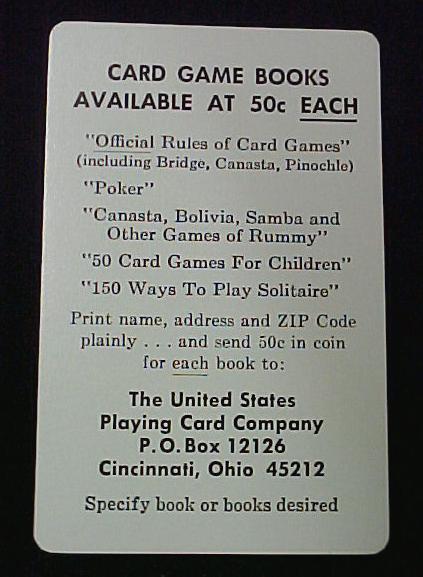 CARD GAME BOOKS
AVAILABLE AT 50c EACH
"Official Rules of Card Games"
(including Bridge, Canasta, Pinochle)
"Poker"
"Canasta, Bolivia, Samba and
Other Games of Rummy"
"50 Card Games For Children"
"150 Ways To Play Solitaire"
Print name, address and ZIP Code
plainly . . . and send 50c in coin
for each book to:
The United States
Playing Card Company
P.O. Box 12126
Cincinnati, Ohio 45212
Specify book or books desired